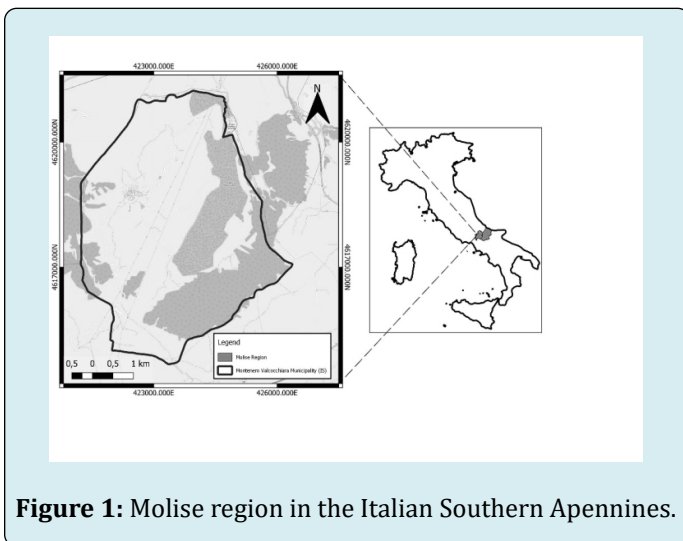 423000.000E 426000.000E
N
4620000.000N 4620000.000N
4617000.000N 4617000.000N
Legend
Molise Region
Montenero Valcocchiara Municipality (IS)
0,5 0 0,5 1 km
423000.000E 426000.000E
Figure 1: Molise region in the Italian Southern Apennines.